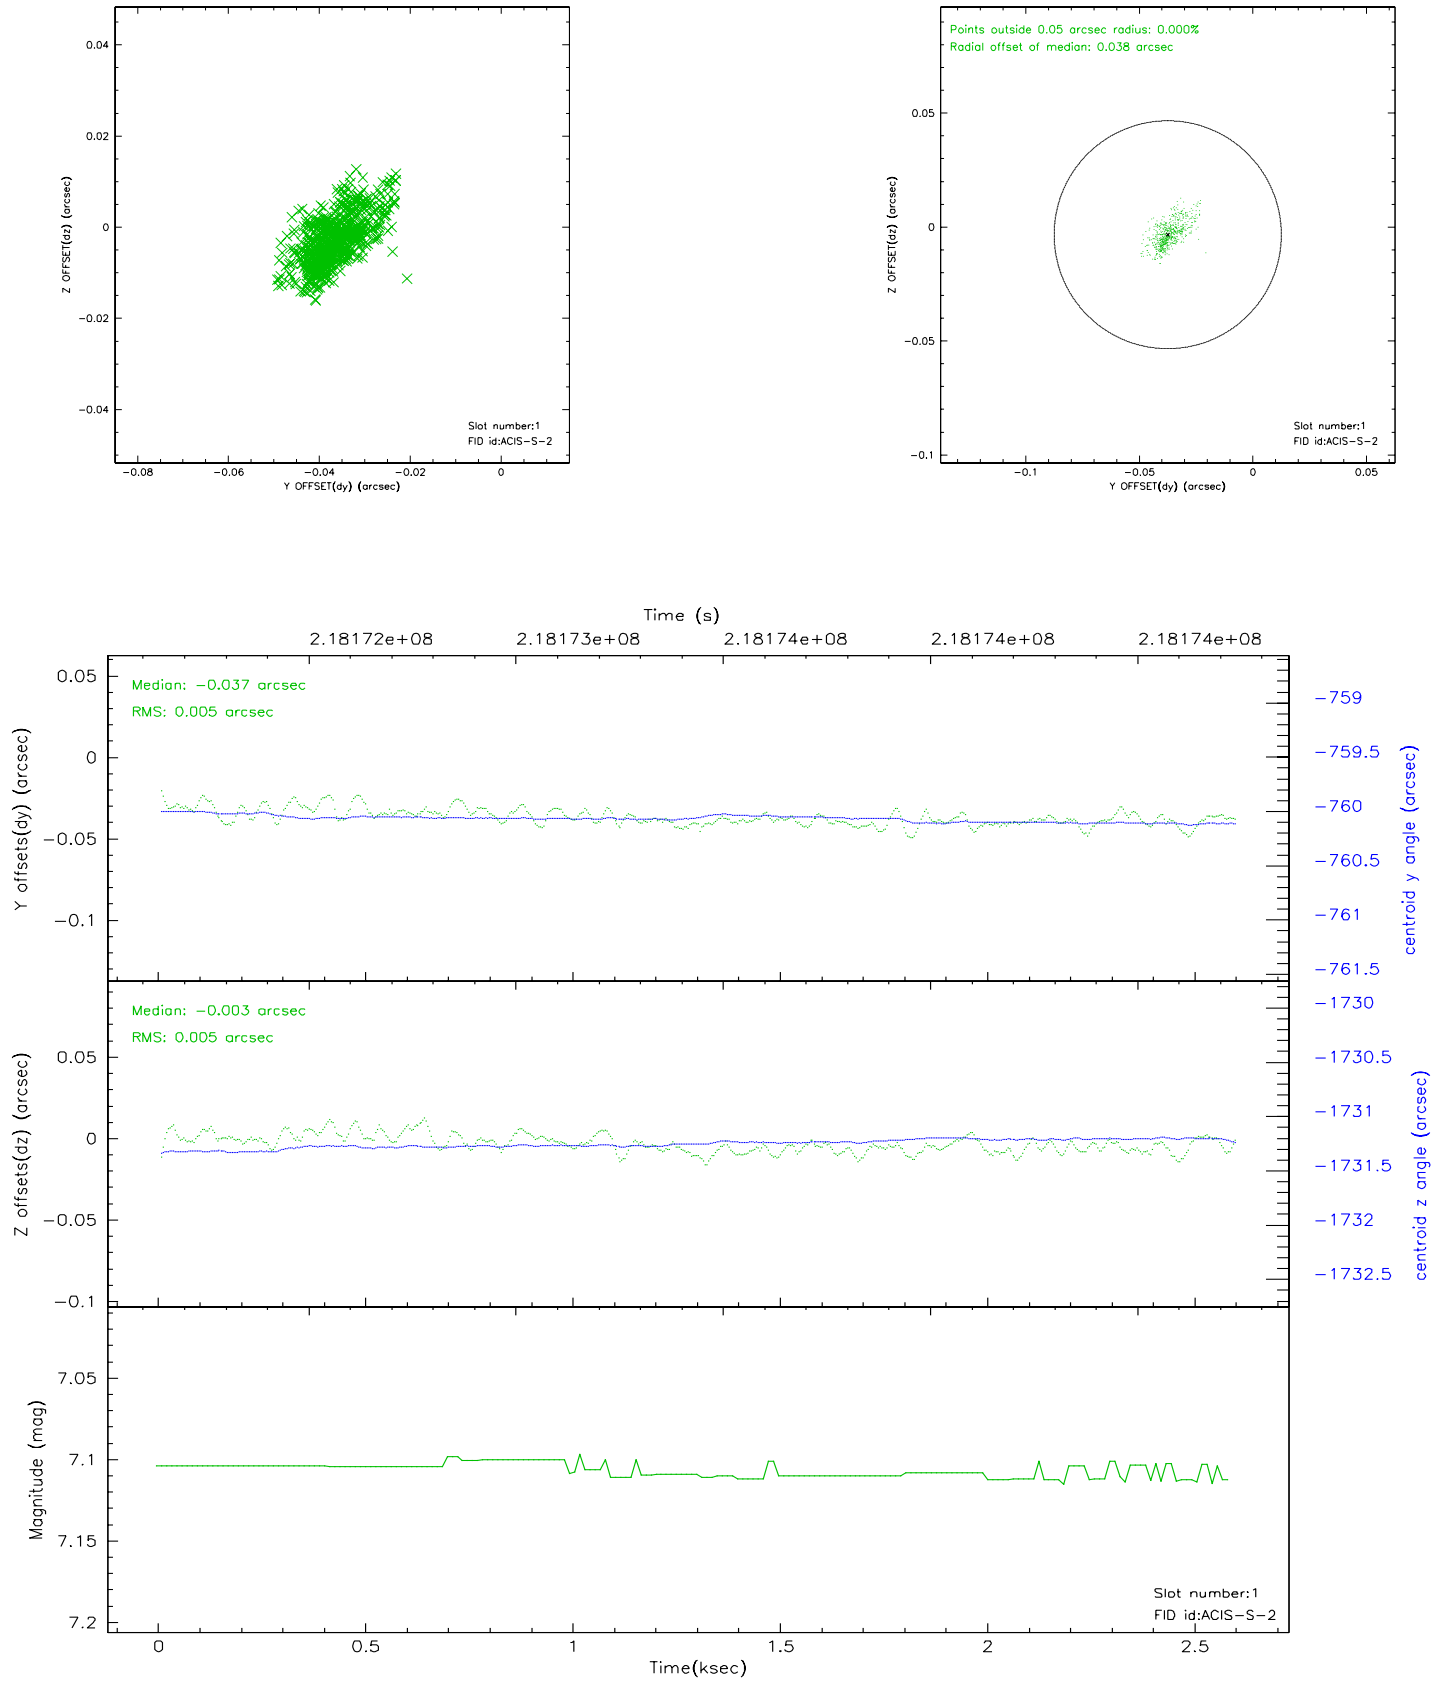 0.04
0.02
0
−0.02
−0.04
Z OFFSET(dz) (arcsec)
Slot number:1
FID id:ACIS−S−2
−0.08
−0.06
−0.04
−0.02
0
Y OFFSET(dy) (arcsec)
Points outside 0.05 arcsec radius: 0.000%
Radial offset of median: 0.038 arcsec
0.05
0
−0.05
−0.1
Z OFFSET(dz) (arcsec)
Slot number:1
FID id:ACIS−S−2
−0.1
−0.05
0
0.05
Y OFFSET(dy) (arcsec)
Time (s)
2.18172e+08
2.18173e+08
2.18174e+08
2.18174e+08
2.18174e+08
Median: −0.037 arcsec
RMS: 0.005 arcsec
0.05
0
−0.05
−0.1
Y offsets(dy) (arcsec)
−759
−759.5
−760
−760.5
−761
−761.5
centroid y angle (arcsec)
Median: −0.003 arcsec
RMS: 0.005 arcsec
0.05
0
−0.05
−0.1
Z offsets(dz) (arcsec)
−1730
−1730.5
−1731
−1731.5
−1732
−1732.5
centroid z angle (arcsec)
7.05
7.1
7.15
7.2
Magnitude (mag)
Slot number:1
FID id:ACIS−S−2
0
0.5
1
1.5
2
2.5
Time(ksec)